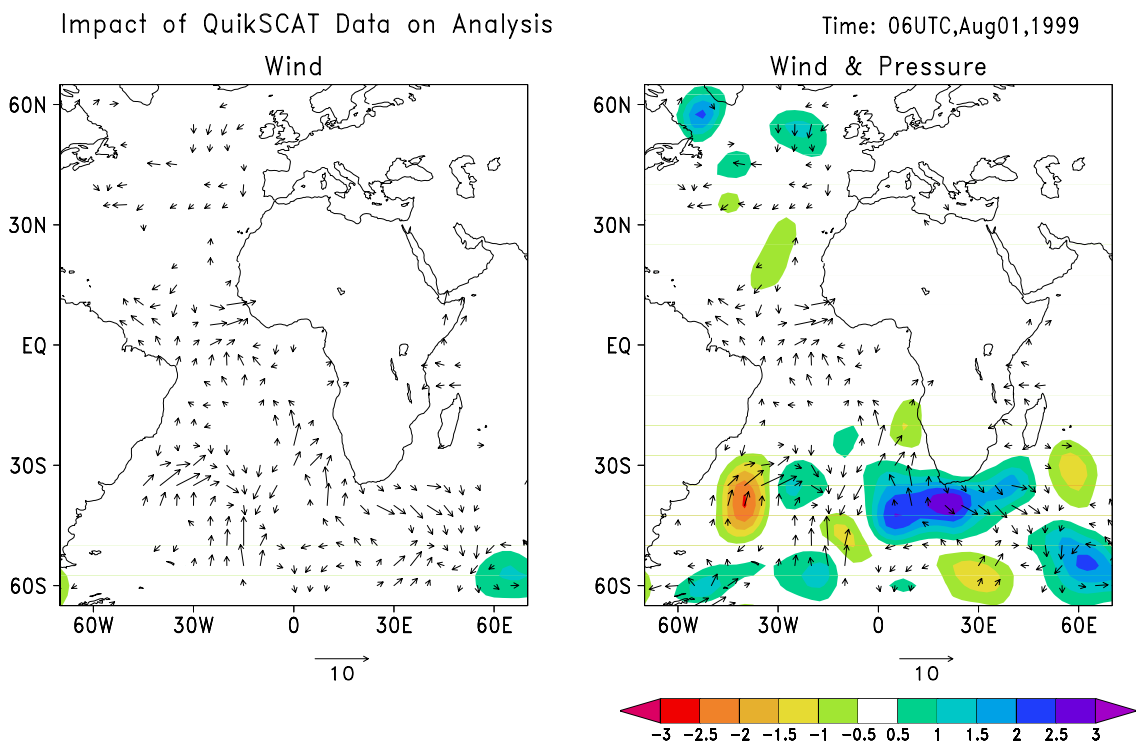 Impact of QuikSCAT Data on Analysis
Time: 06UTC,Aug01,1999
Wind
Wind & Pressure
60N
30N
EQ
30S
60S
60W 30W 0 30E 60E
10
60N
30N
EQ
30S
60S
60W 30W 0 30E 60E
10
-3 -2.5 -2 -1.5 -1 -0.5 0.5 1 1.5 2 2.5 3